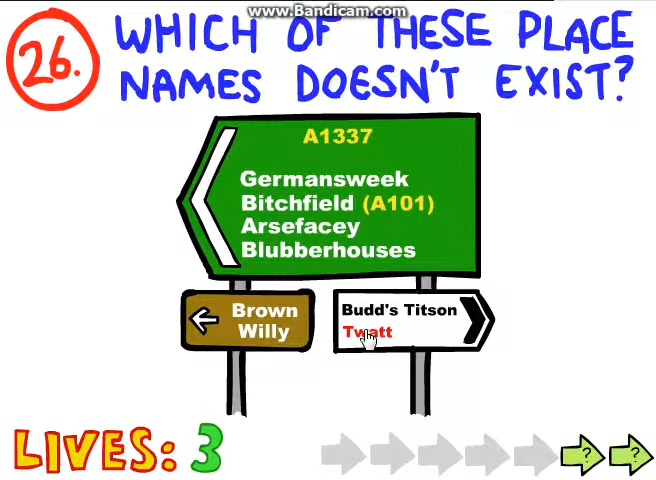 www.Bandicam.com
26. WHICH OF THESE PLACE
NAMES DOESN'T EXIST?
A1337
Germansweek
Bitchfield (A101)
Arsefacey
Blubberhouses
Brown
Willy
Budd's Titson
Twatt
LIVES: 3
? ?